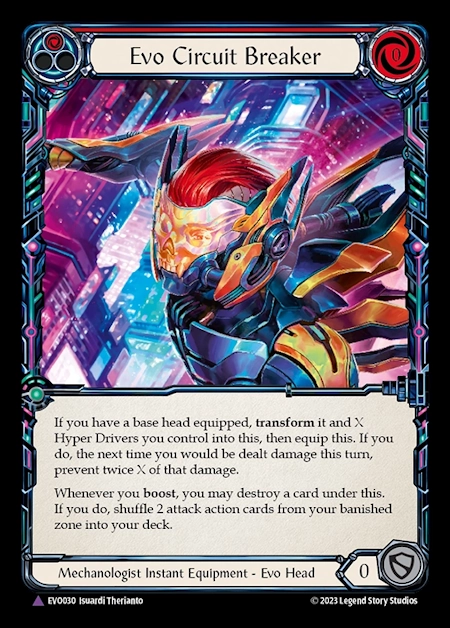 Evo Circuit Breaker
0
If you have a base head equipped, transform it and X
Hyper Drivers you control into this, then equip this. If you
do, the next time you would be dealt damage this turn,
prevent twice X of that damage.
Whenever you boost, you may destroy a card under this.
If you do, shuffle 2 attack action cards from your banished
zone into your deck.
Mechanologist Instant Equipment - Evo Head
0
EVO030 Isuardi Therianto
© 2023 Legend Story Studios